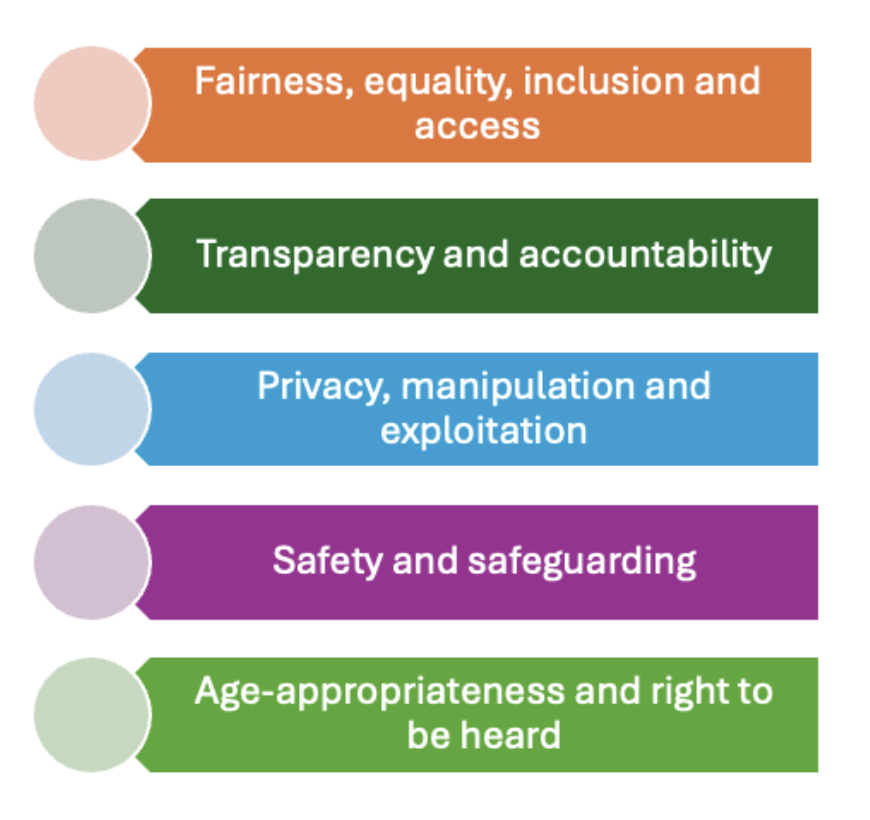 Fairness, equality, inclusion and
access
Transparency and accountability
Privacy, manipulation and
exploitation
Safety and safeguarding
Age-appropriateness and right to
be heard